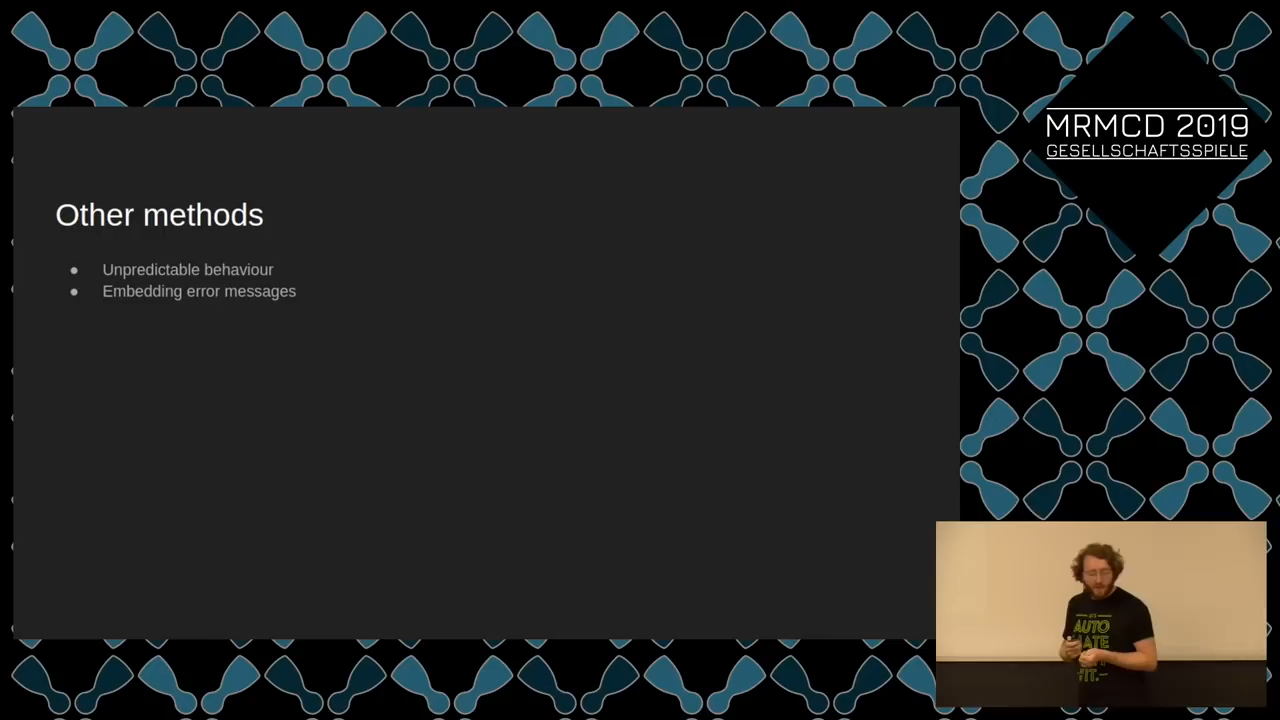 MRMCD 2019
GESELLSCHAFTSSPIELE
Other methods
● Unpredictable behaviour
● Embedding error messages
AUTO